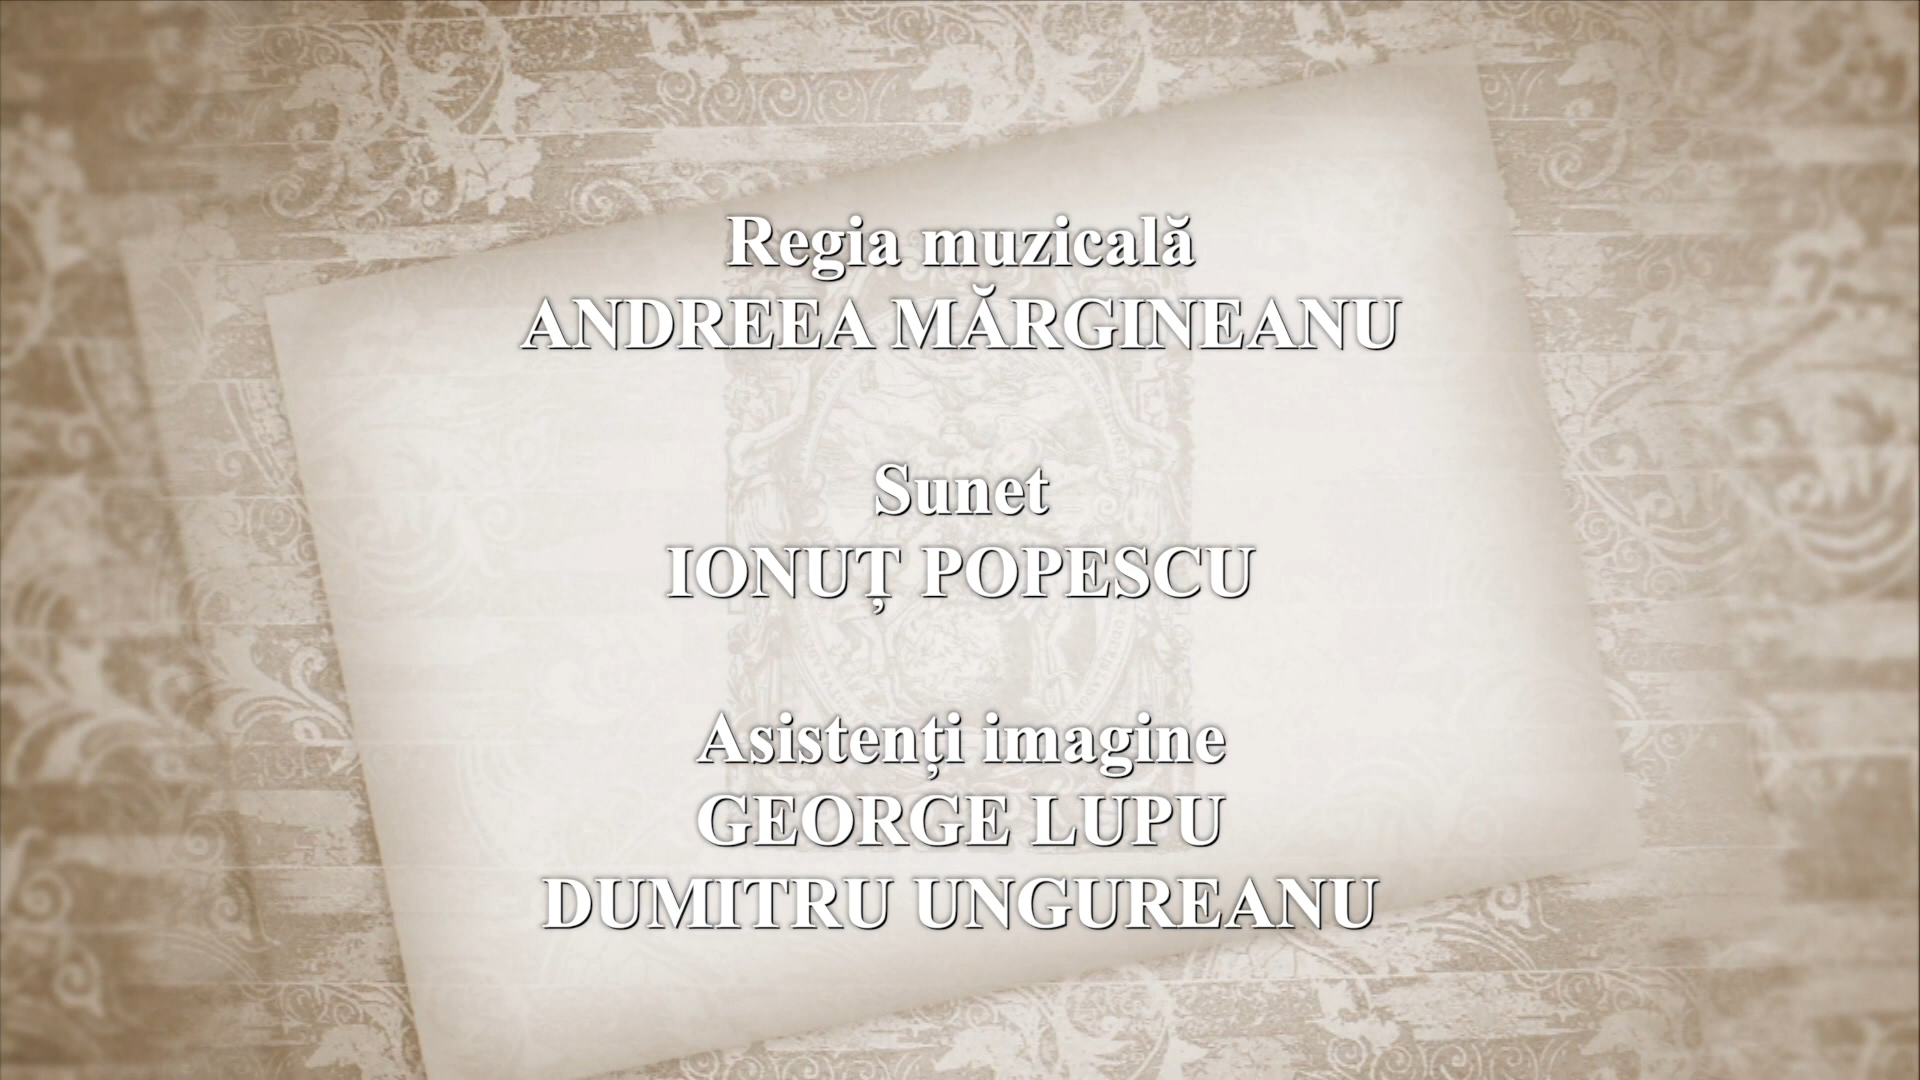 Regia muzicală
ANDREEA MĂRGINEANU
Sunet
IONUȚ POPESCU
Asistenți imagine
GEORGE LUPU
DUMITRU UNGUREANU